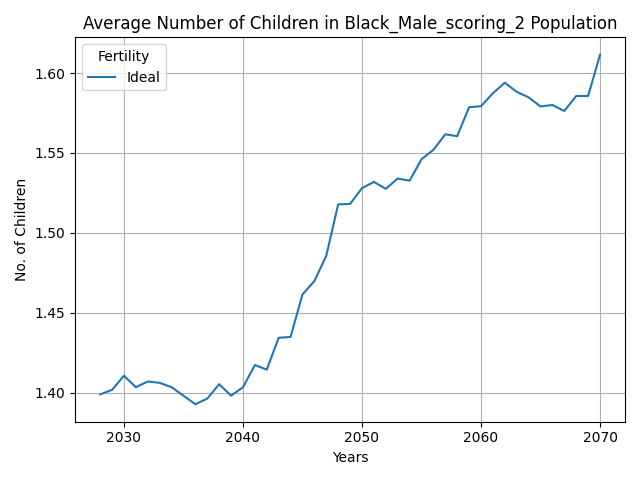 Average Number of Children in Black_Male_scoring_2 Population
Fertility
Ideal
1.60
1.55
1.50
1.45
1.40
No. of Children
2030 2040 2050 2060 2070
Years